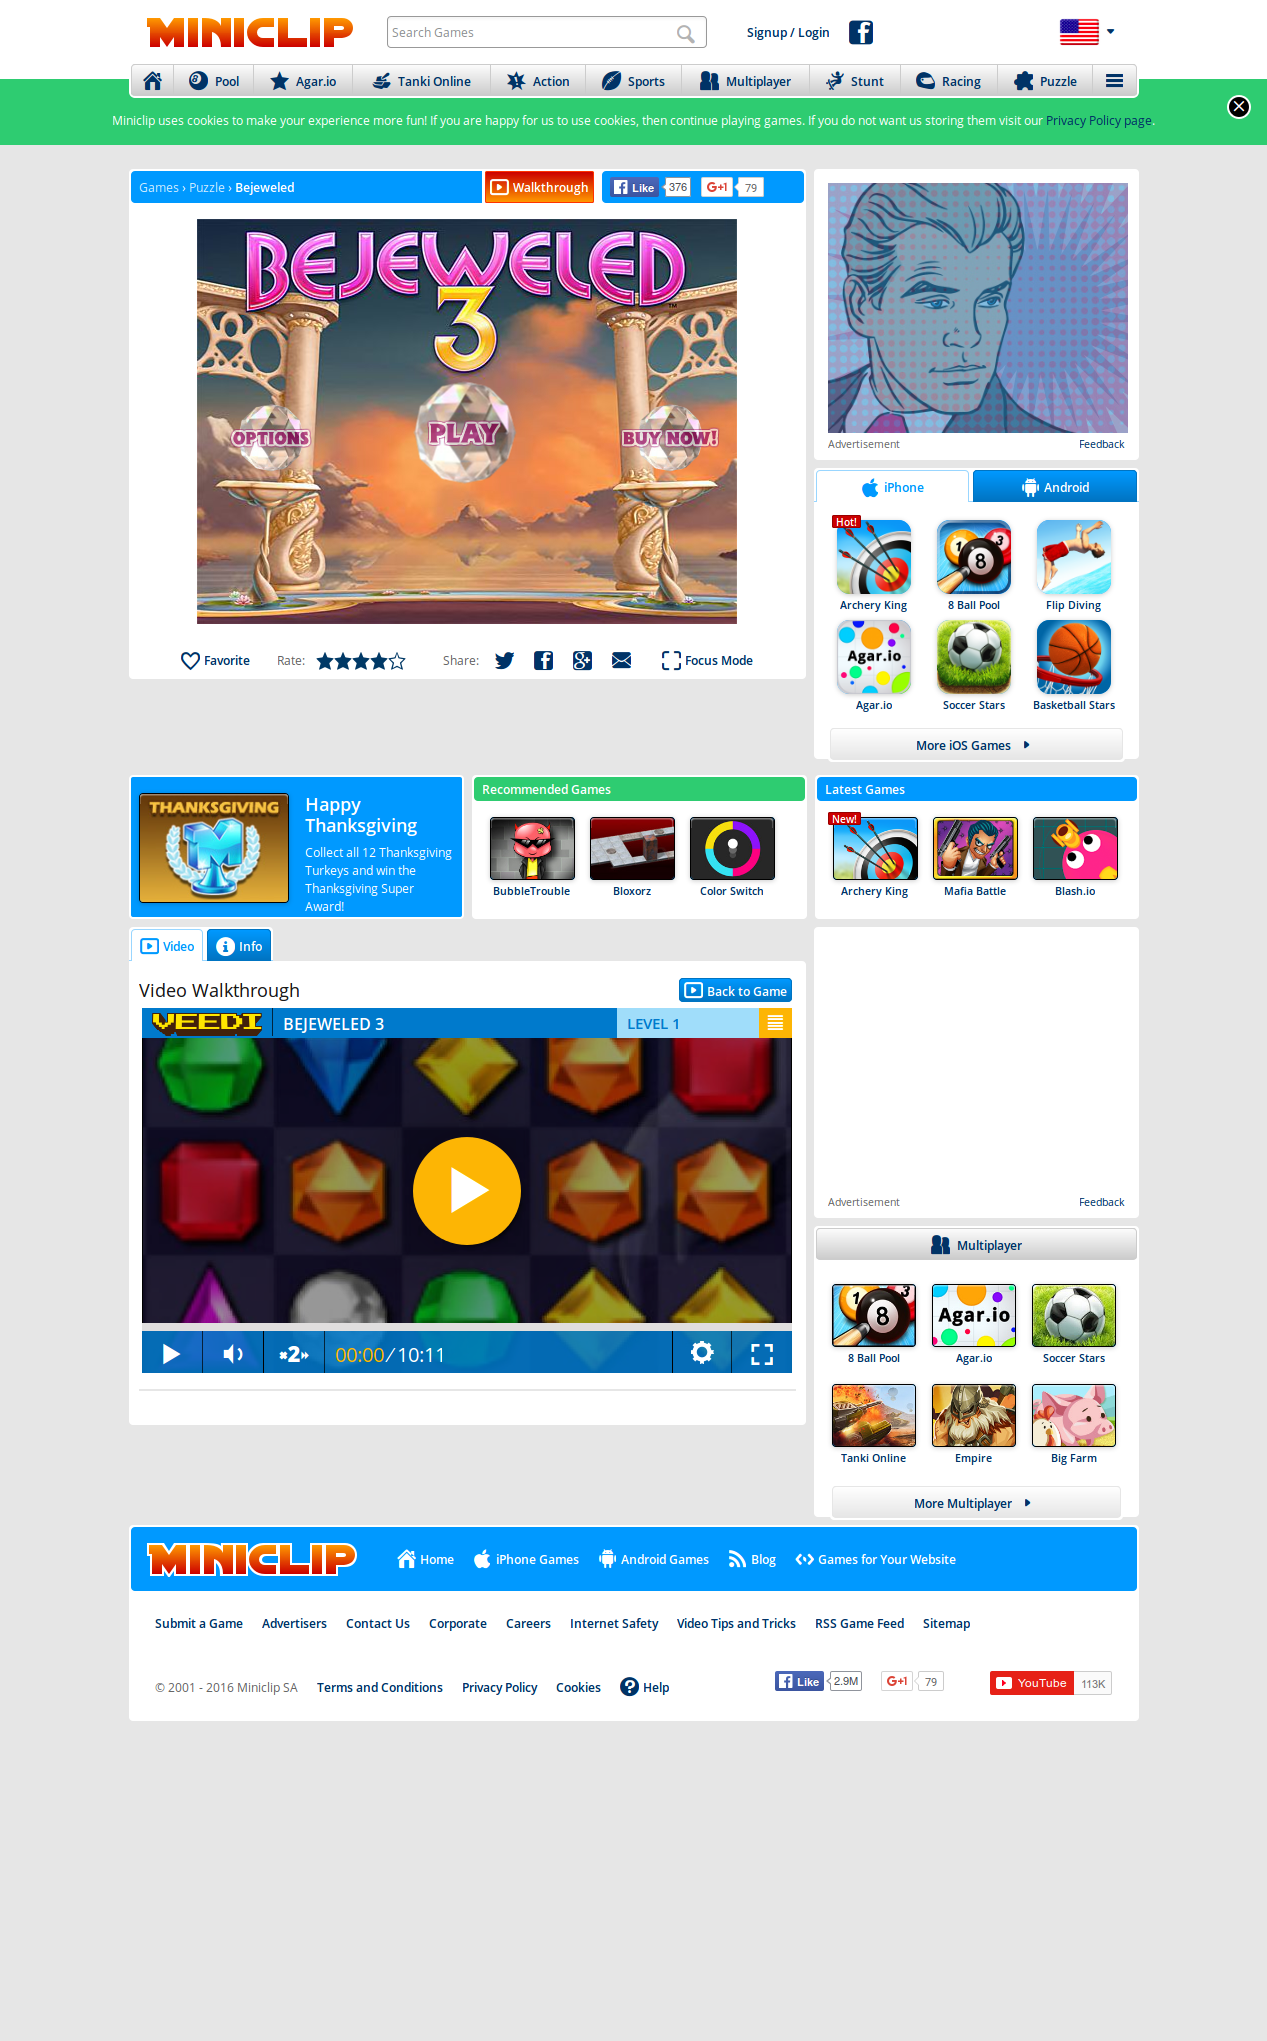 MINICLIP
Search Games
Signup / Login
Pool
Agar.io
Tanki Online
Action
Sports
Multiplayer
Stunt
Racing
Puzzle
Miniclip uses cookies to make your experience more fun! If you are happy for us to use cookies, then continue playing games. If you do not want us storing them visit our Privacy Policy page.
Games › Puzzle › Bejeweled
Walkthrough
Like 376
G+1 79
BEJEWELED
3
TM
OPTIONS
PLAY
BUY NOW!
Favorite
Rate:
Share:
Focus Mode
Advertisement
Feedback
iPhone
Android
Hot!
Archery King
8 Ball Pool
Flip Diving
Agar.io
Agar.io
Soccer Stars
Basketball Stars
More iOS Games
THANKSGIVING
Happy
Thanksgiving
Collect all 12 Thanksgiving
Turkeys and win the
Thanksgiving Super
Award!
Recommended Games
BubbleTrouble
Bloxorz
Color Switch
Latest Games
New!
Archery King
Mafia Battle
Blash.io
Video
Info
Video Walkthrough
Back to Game
VEEDI
BEJEWELED 3
LEVEL 1
×2
00:00/10:11
Advertisement
Feedback
Multiplayer
8 Ball Pool
Agar.io
Agar.io
Soccer Stars
Tanki Online
Empire
Big Farm
More Multiplayer
MINICLIP
Home
iPhone Games
Android Games
Blog
Games for Your Website
Submit a Game
Advertisers
Contact Us
Corporate
Careers
Internet Safety
Video Tips and Tricks
RSS Game Feed
Sitemap
© 2001 - 2016 Miniclip SA
Terms and Conditions
Privacy Policy
Cookies
Help
Like 2.9M
G+1 79
YouTube 113K